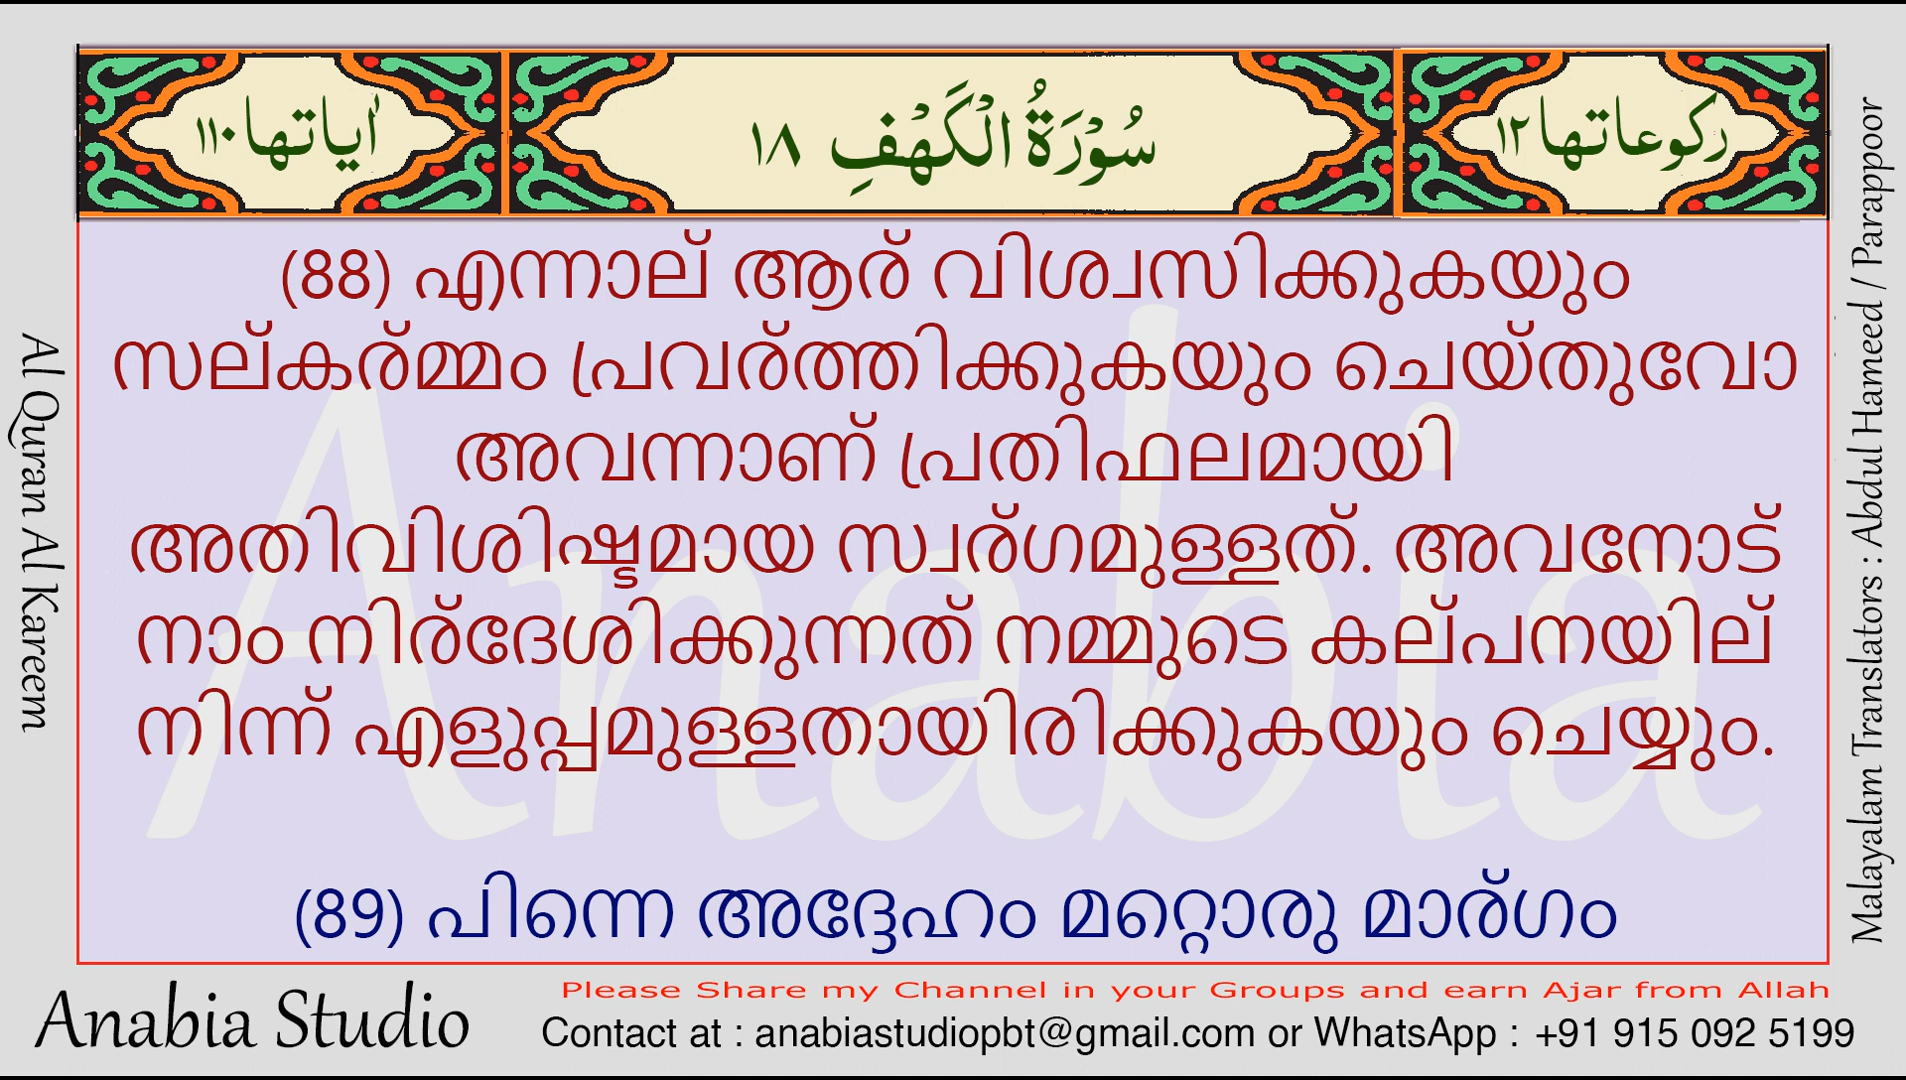 اٰیاتها ١١٠
سُوْرَةُ الْكَهْفِ ١٨
ركوعاتها ١٢
(88) എന്നാല് ആര് വിശ്വസിക്കുകയും
സല്കര്മ്മം പ്രവര്ത്തിക്കുകയും ചെയ്തുവോ
അവന്നാണ് പ്രതിഫലമായി
അതിവിശിഷ്ടമായ സ്വര്ഗമുള്ളത്. അവനോട്
നാം നിര്ദേശിക്കുന്നത് നമ്മുടെ കല്പനയില്
നിന്ന് എളുപ്പമുള്ളതായിരിക്കുകയും ചെയ്യും.
(89) പിന്നെ അദ്ദേഹം മറ്റൊരു മാര്ഗം
Anabia
Al Quran Al Kareem
Malayalam Translators : Abdul Hameed / Parappoor
Anabia Studio
Please Share my Channel in your Groups and earn Ajar from Allah
Contact at : anabiastudiopbt@gmail.com or WhatsApp : +91 915 092 5199